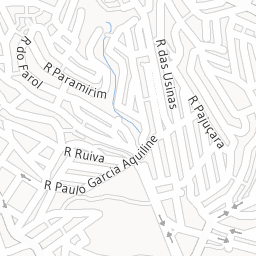 R do Farol
R Paramirim
R das Usinas
R Pajuçara
R Ruiva
R Paulo Garcia Aquiline